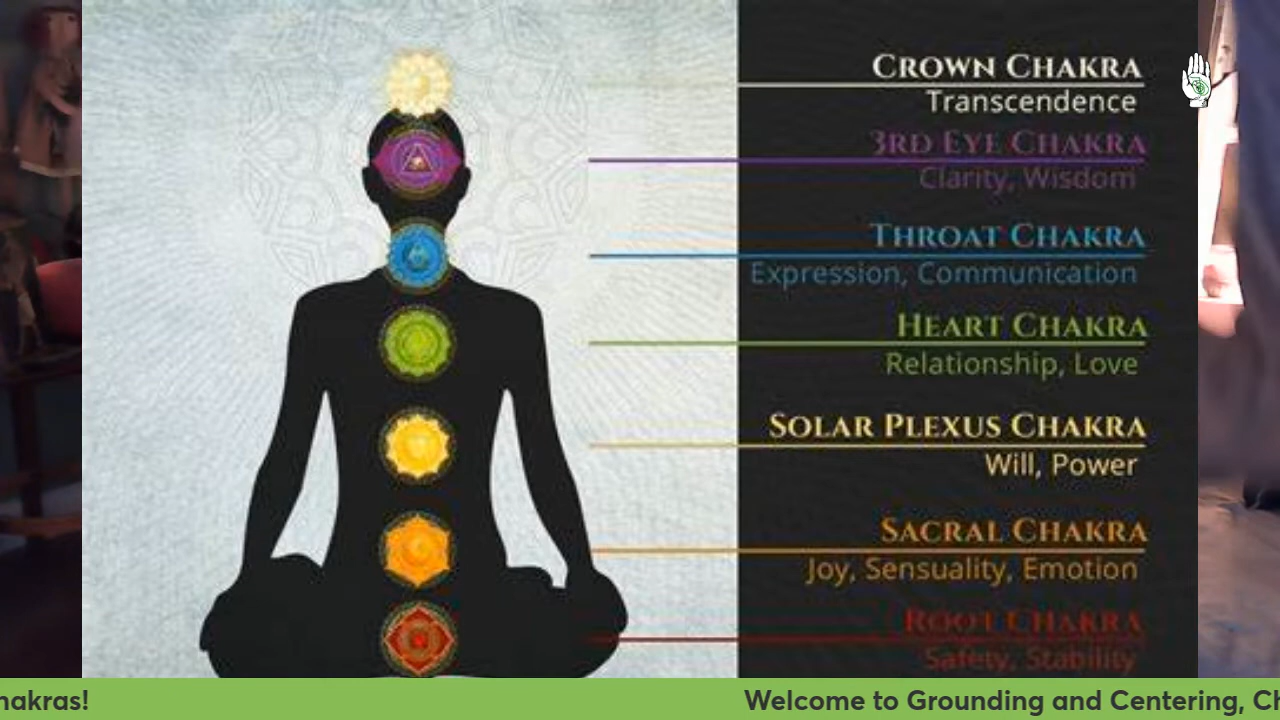 CROWN CHAKRA
Transcendence
3RD EYE CHAKRA
Clarity, Wisdom
THROAT CHAKRA
Expression, Communication
HEART CHAKRA
Relationship, Love
SOLAR PLEXUS CHAKRA
Will, Power
SACRAL CHAKRA
Joy, Sensuality, Emotion
ROOT CHAKRA
Safety, Stability
nakras! Welcome to Grounding and Centering, Ch